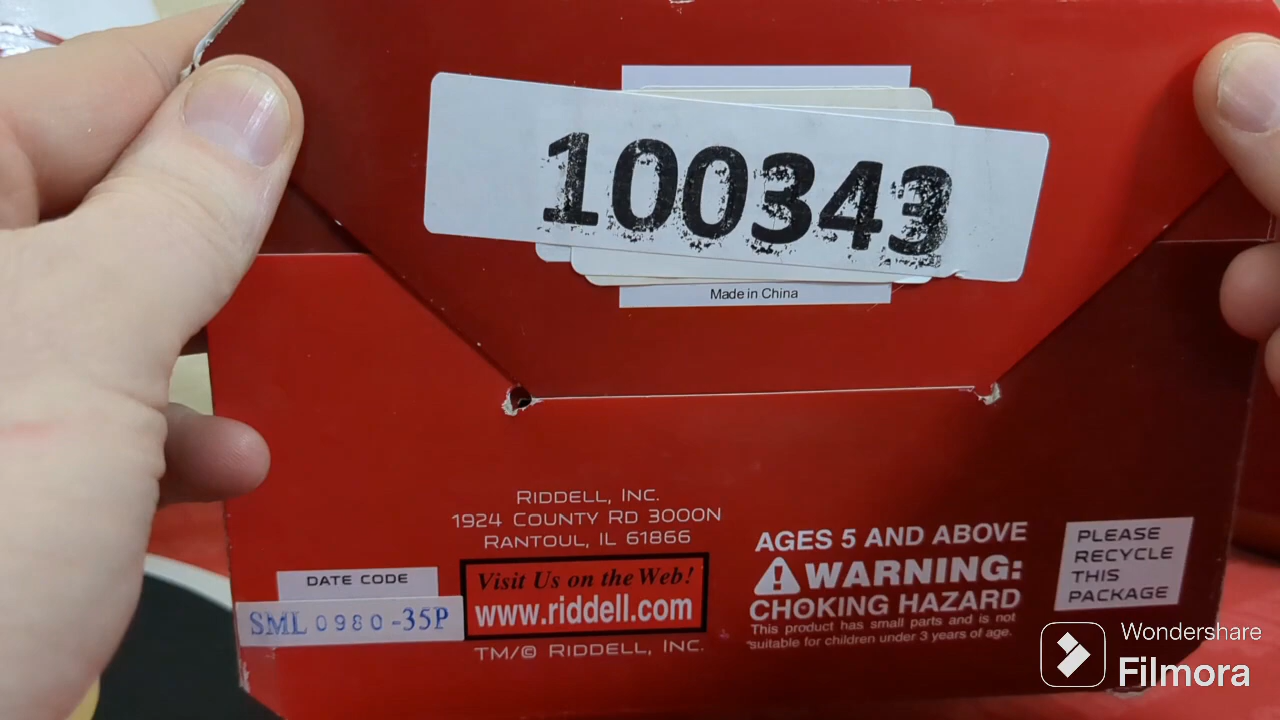 100343
Made in China
RIDDELL, INC.
1924 COUNTY RD 3000N
RANTOUL, IL 61866
Visit Us on the Web!
www.riddell.com
TM/© RIDDELL, INC.
DATE CODE
SML 0980-35P
AGES 5 AND ABOVE
WARNING:
CHOKING HAZARD
This product has small parts and is not
suitable for children under 3 years of age.
PLEASE
RECYCLE
THIS
PACKAGE
Wondershare
Filmora